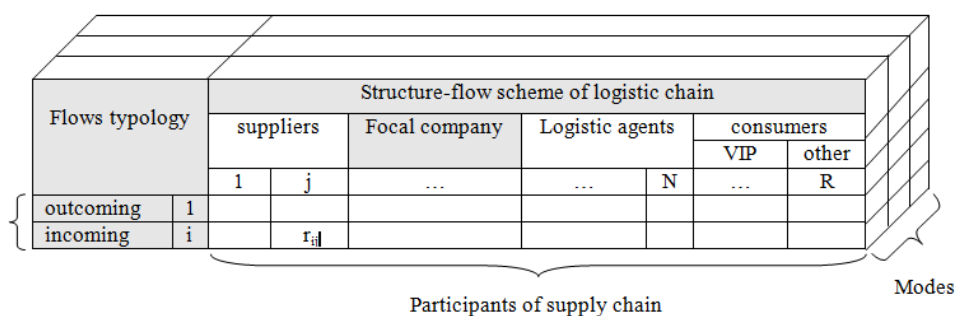 Structure-flow scheme of logistic chain
Flows typology
suppliers Focal company Logistic agents consumers
VIP other
1 j ... ... N ... R
outcoming 1
incoming i r_ij
Modes
Participants of supply chain